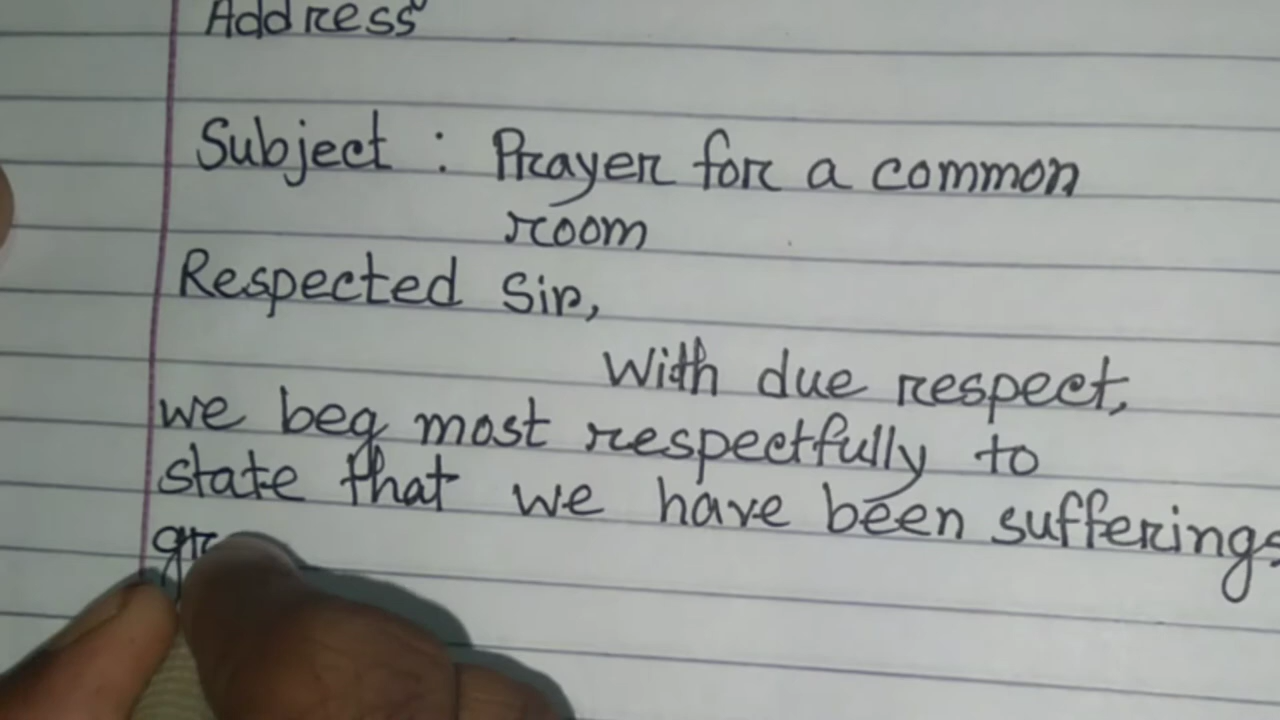 Address
Subject : Prayer for a common
room
Respected Sir,
With due respect,
we beg most respectfully to
state that we have been sufferings
gr